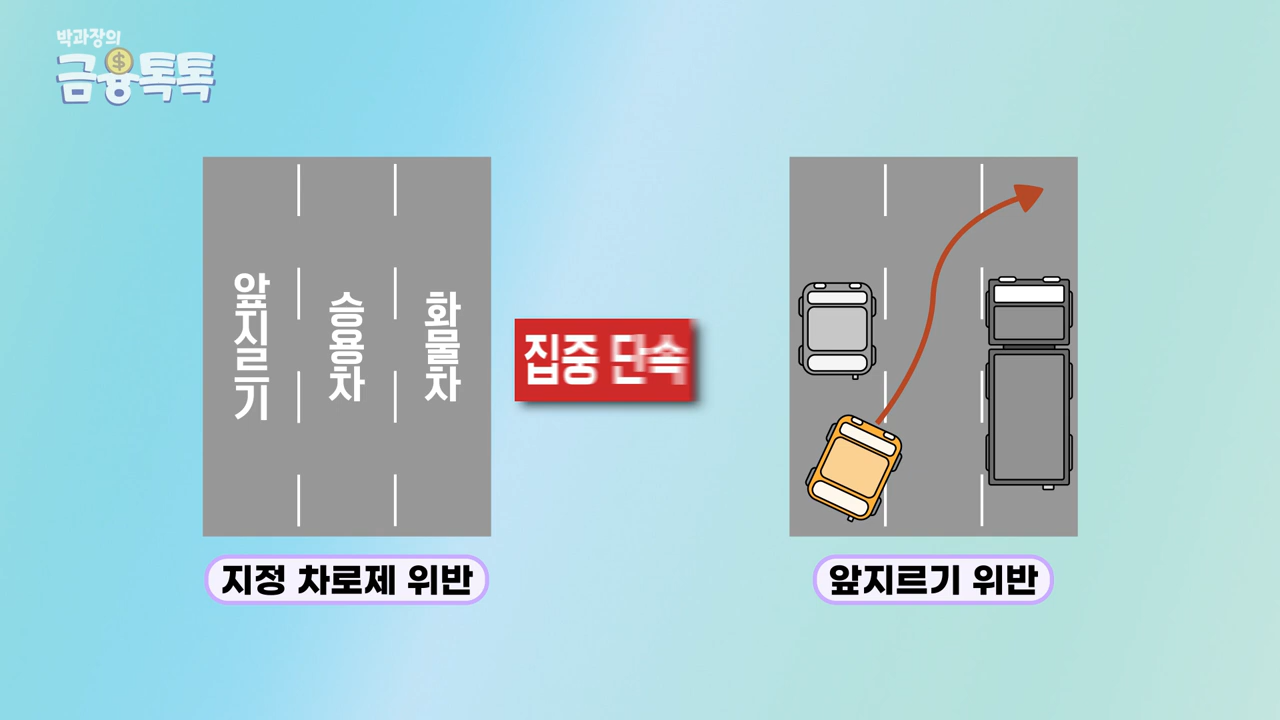 박과장의
금융톡톡
앞지르기
승용차
화물차
집중 단속
지정 차로제 위반
앞지르기 위반